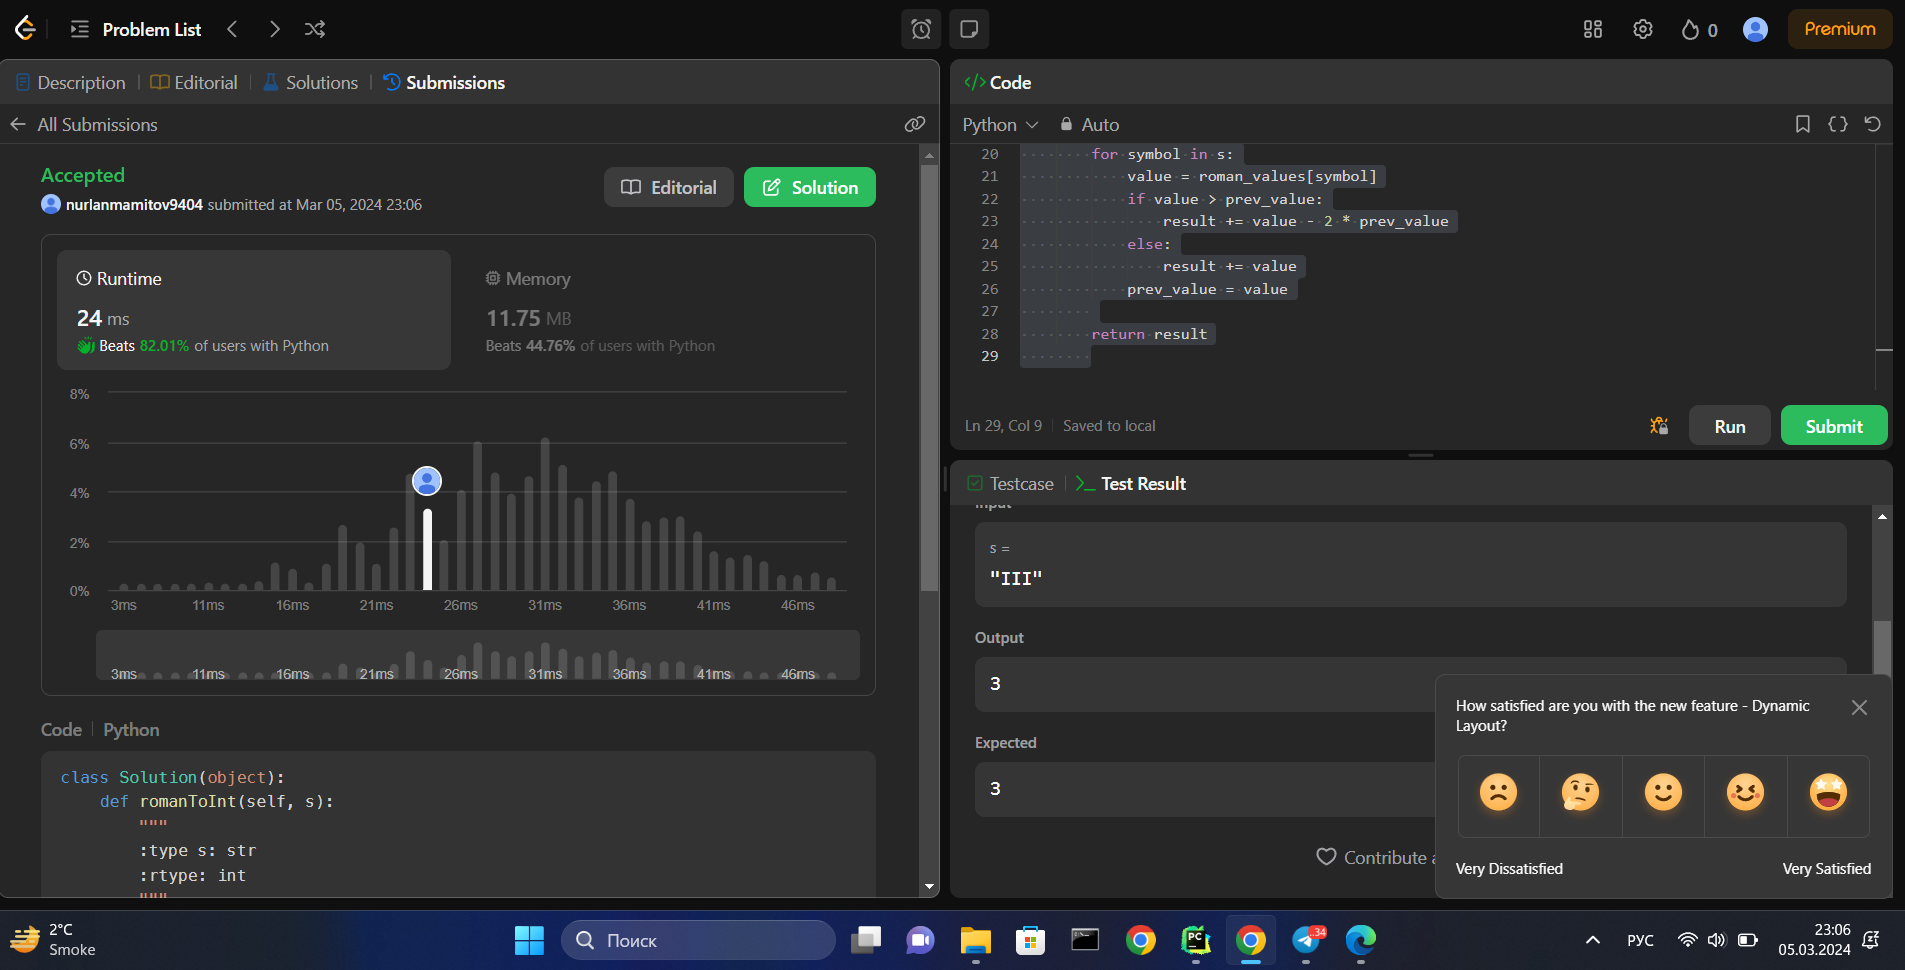 Problem List
0
Premium
Description
Editorial
Solutions
Submissions
All Submissions
Accepted
nurlanmamitov9404 submitted at Mar 05, 2024 23:06
Editorial
Solution
Runtime
24 ms
Beats 82.01% of users with Python
Memory
11.75 MB
Beats 44.76% of users with Python
8%
6%
4%
2%
0%
3ms 11ms 16ms 21ms 26ms 31ms 36ms 41ms 46ms
3ms 11ms 16ms 21ms 26ms 31ms 36ms 41ms 46ms
Code
Python
class Solution(object):
def romanToInt(self, s):
"""
:type s: str
:rtype: int
"""
</> Code
Python
Auto
20 for symbol in s:
21 value = roman_values[symbol]
22 if value > prev_value:
23 result += value - 2 * prev_value
24 else:
25 result += value
26 prev_value = value
27
28 return result
29
Ln 29, Col 9
Saved to local
Run
Submit
Testcase
Test Result
Input
s =
"III"
Output
3
Expected
3
Contribute a
How satisfied are you with the new feature - Dynamic
Layout?
Very Dissatisfied
Very Satisfied
2°C
Smoke
Поиск
PC
34
РУС
23:06
05.03.2024